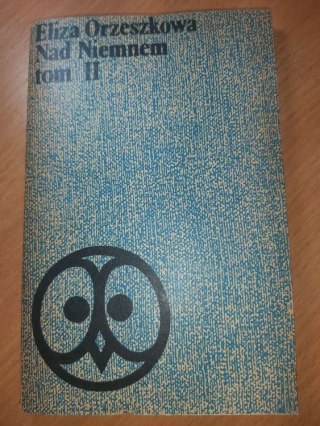 Eliza Orzeszkowa
Nad Niemnem
tom II